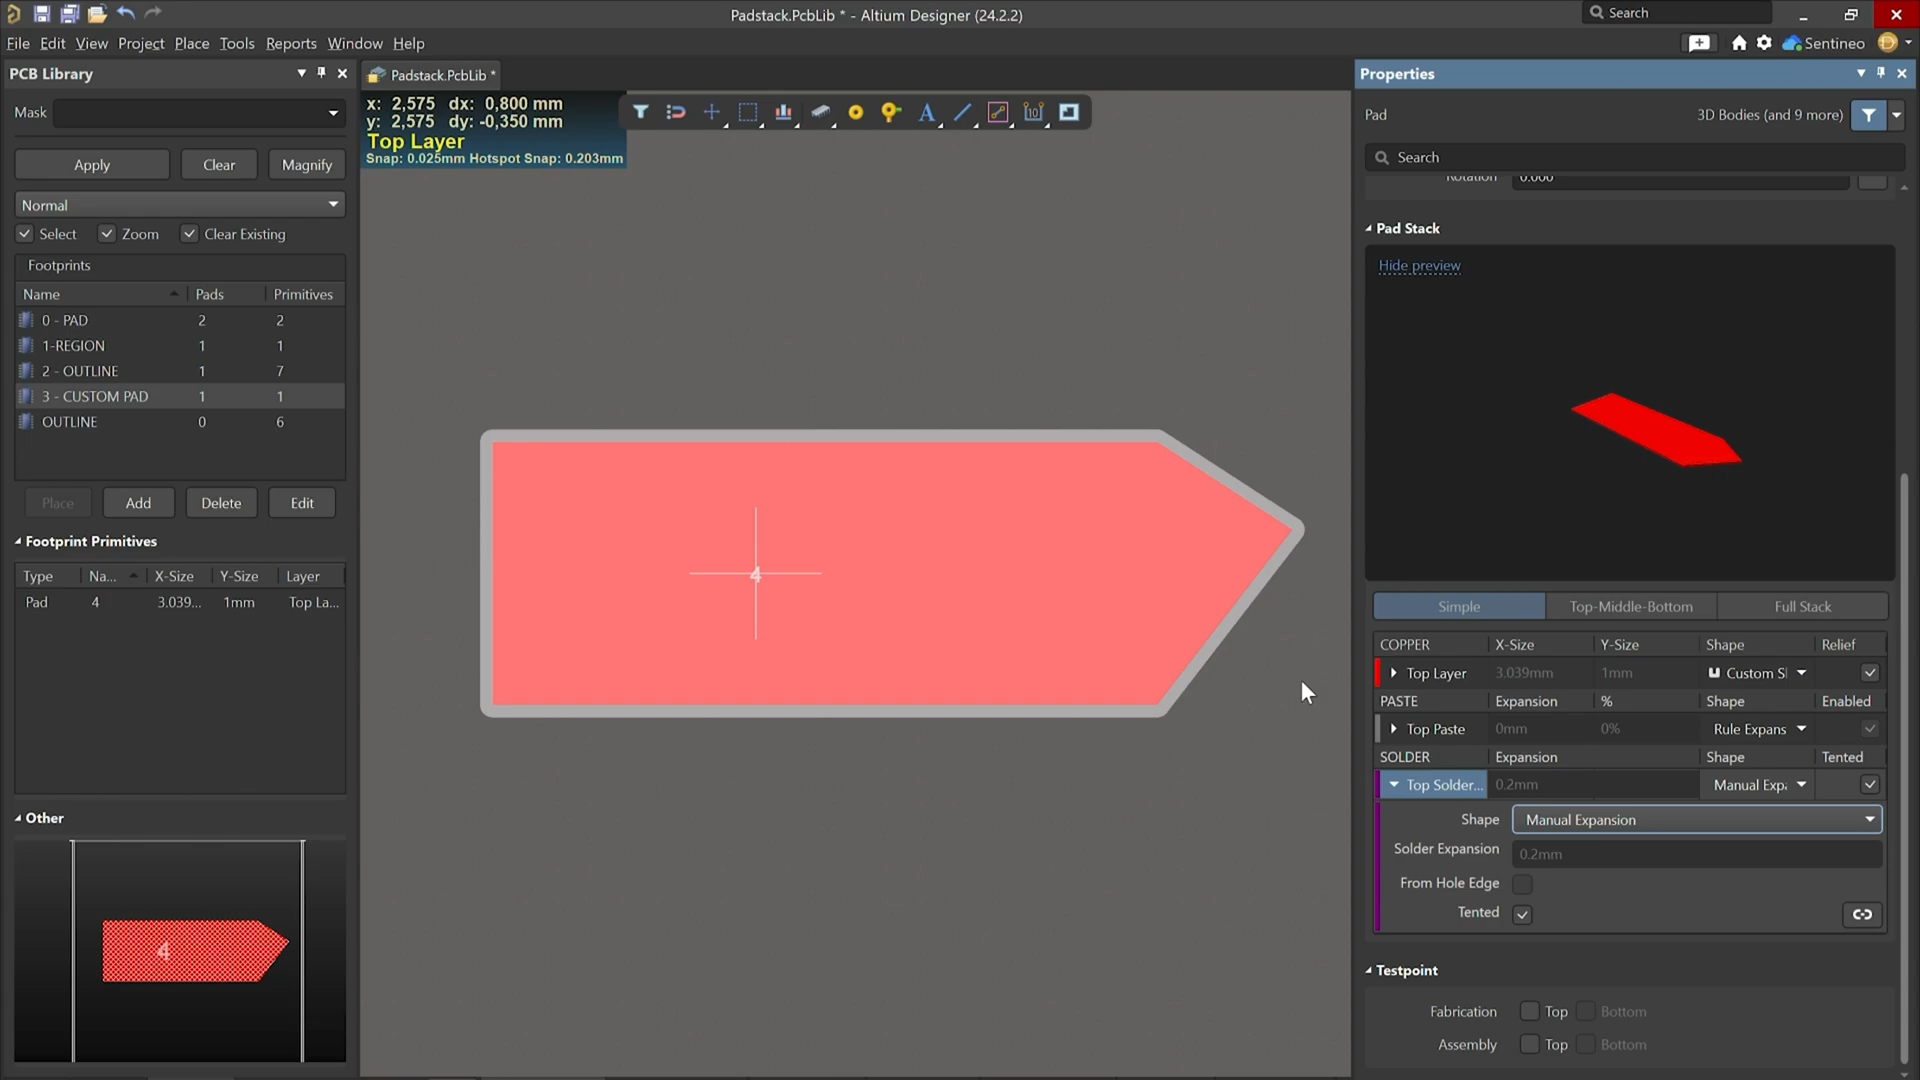 Padstack.PcbLib * - Altium Designer (24.2.2)
Search
File Edit View Project Place Tools Reports Window Help
Sentineo
PCB Library
Mask
Apply Clear Magnify
Normal
Select Zoom Clear Existing
Footprints
Name Pads Primitives
0 - PAD 2 2
1-REGION 1 1
2 - OUTLINE 1 7
3 - CUSTOM PAD 1 1
OUTLINE 0 6
Place Add Delete Edit
Footprint Primitives
Type Na... X-Size Y-Size Layer
Pad 4 3.039... 1mm Top La...
Other
4
Padstack.PcbLib *
x: 2,575 dx: 0,800 mm
y: 2,575 dy: -0,350 mm
Top Layer
Snap: 0.025mm Hotspot Snap: 0.203mm
4
Properties
Pad 3D Bodies (and 9 more)
Search
Rotation 0.000
Pad Stack
Hide preview
Simple Top-Middle-Bottom Full Stack
COPPER X-Size Y-Size Shape Relief
Top Layer 3.039mm 1mm Custom S
PASTE Expansion % Shape Enabled
Top Paste 0mm 0% Rule Expans
SOLDER Expansion Shape Tented
Top Solder... 0.2mm Manual Exp
Shape Manual Expansion
Solder Expansion 0.2mm
From Hole Edge
Tented
Testpoint
Fabrication Top Bottom
Assembly Top Bottom